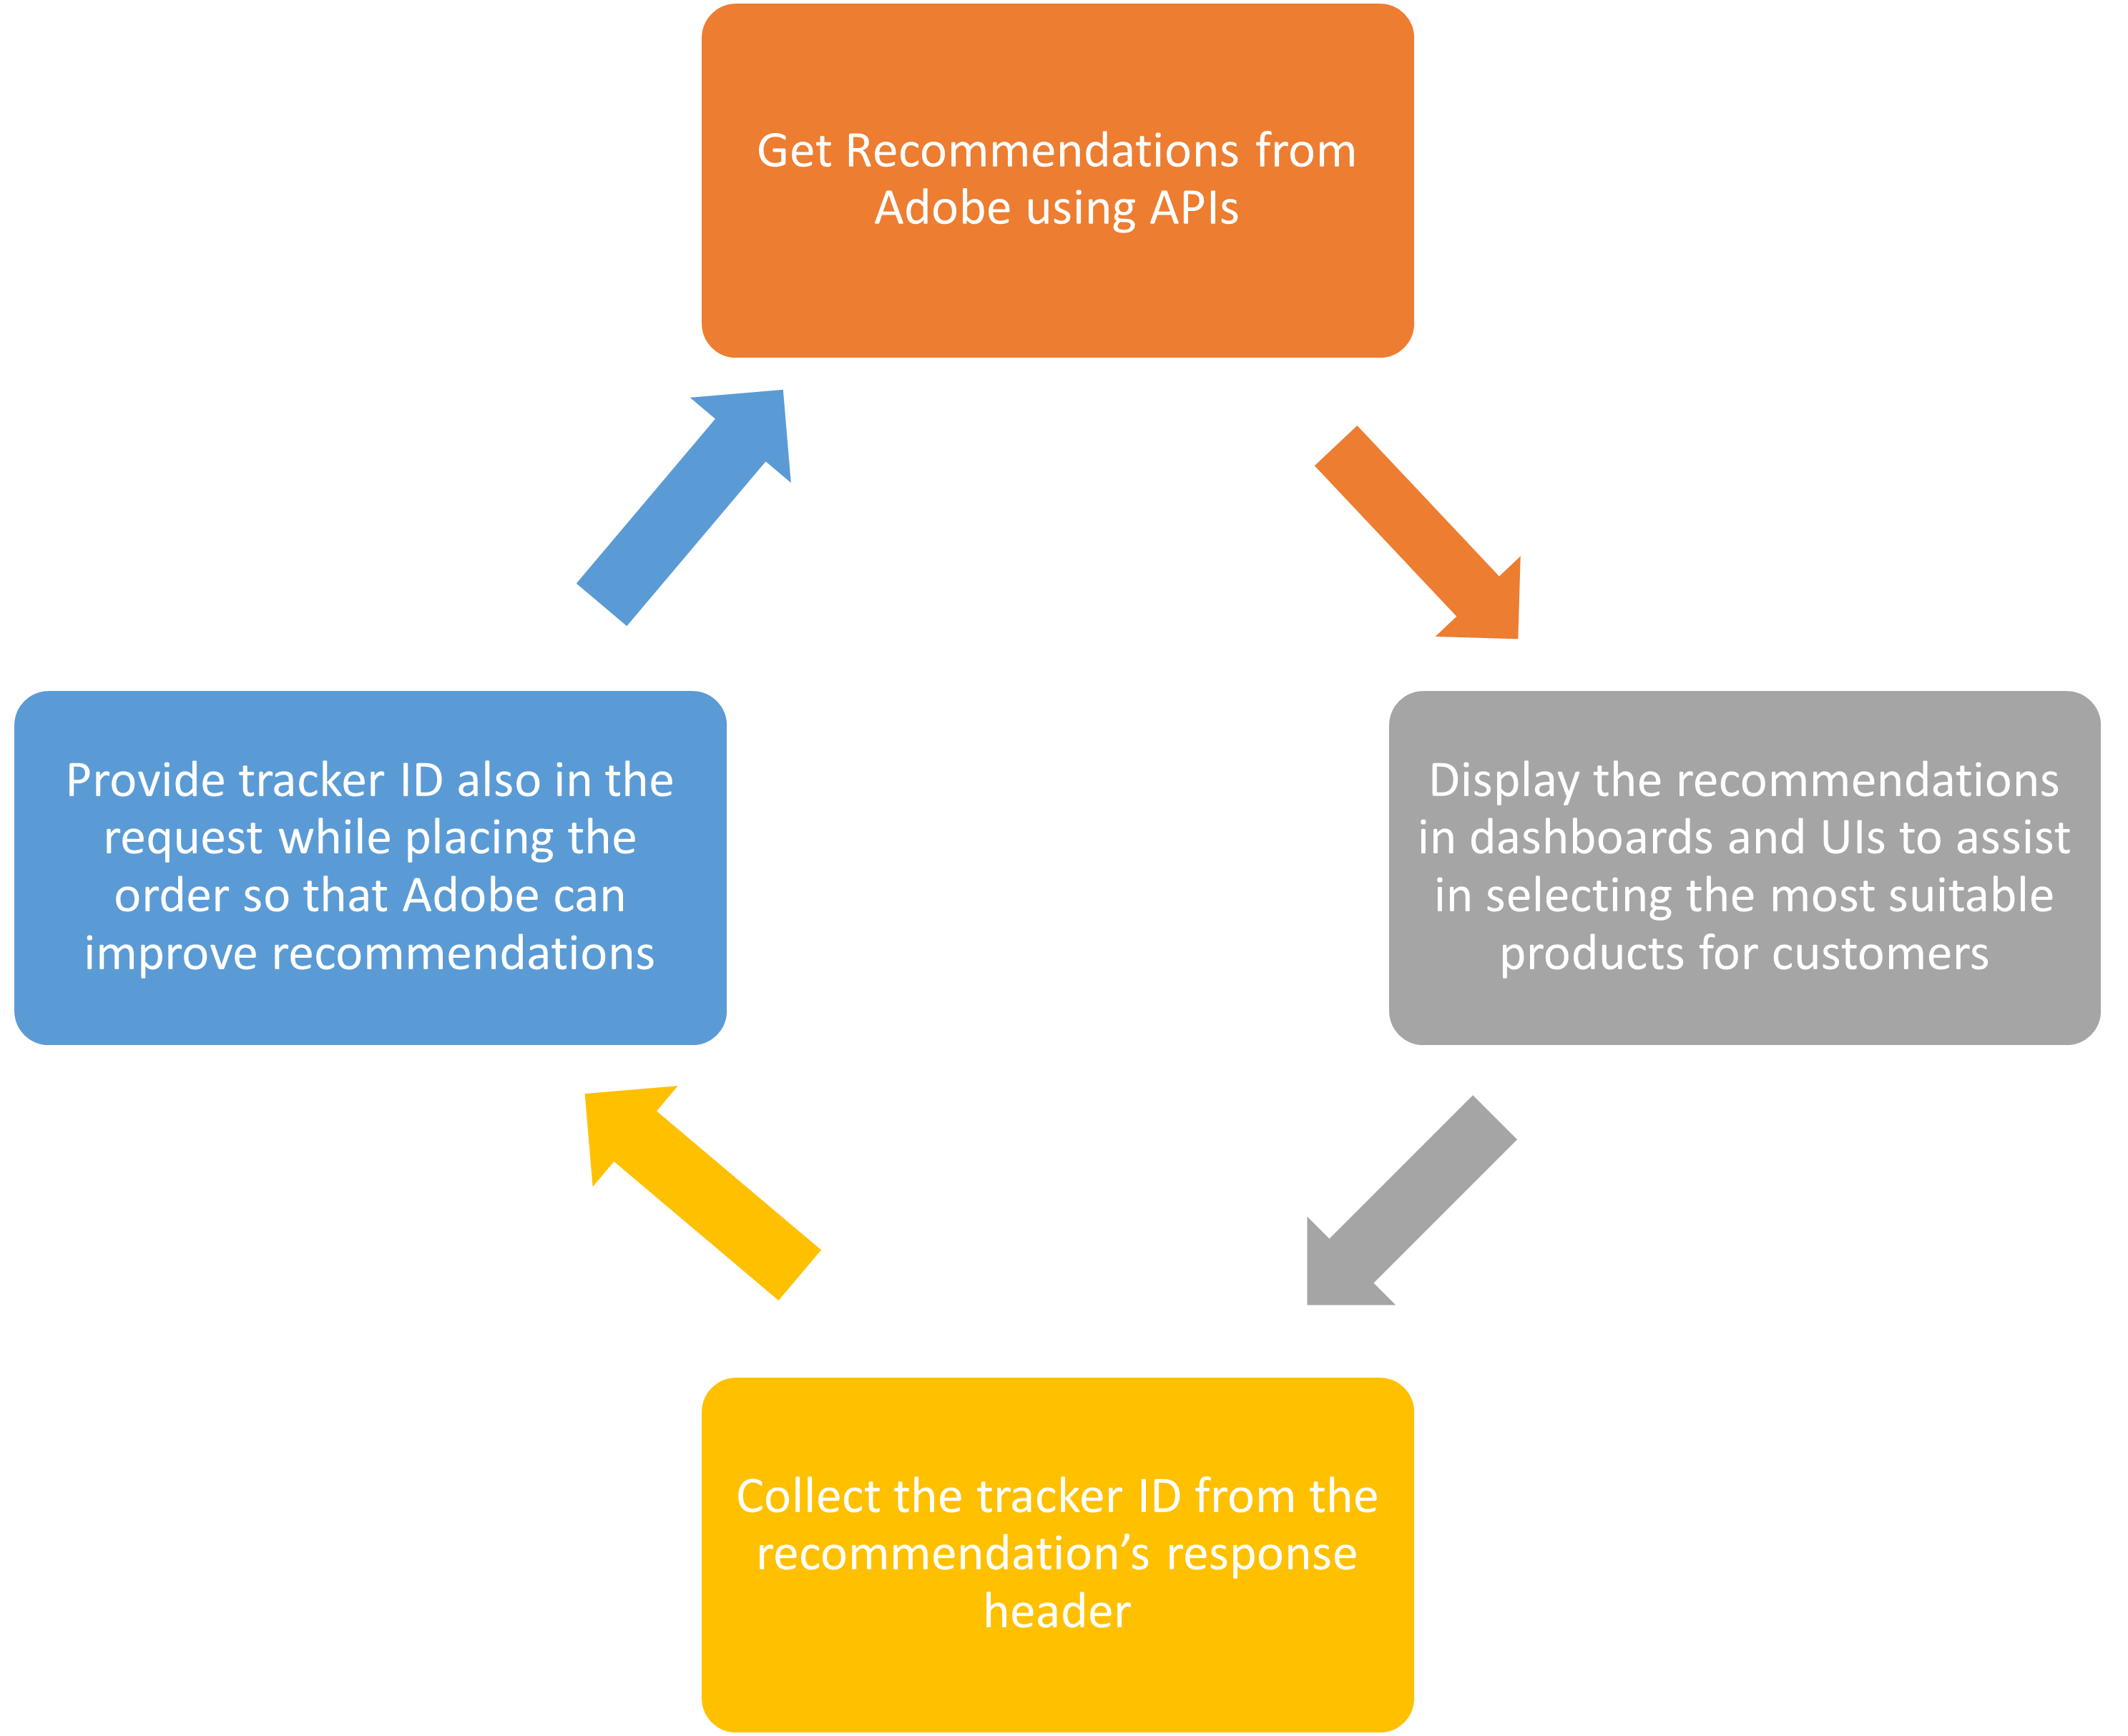 Get Recommendations from
Adobe using APIs
Display the recommendations
in dashboards and UIs to assist
in selecting the most suitable
products for customers
Collect the tracker ID from the
recommendation’s response
header
Provide tracker ID also in the
request while placing the
order so that Adobe can
improve recommendations